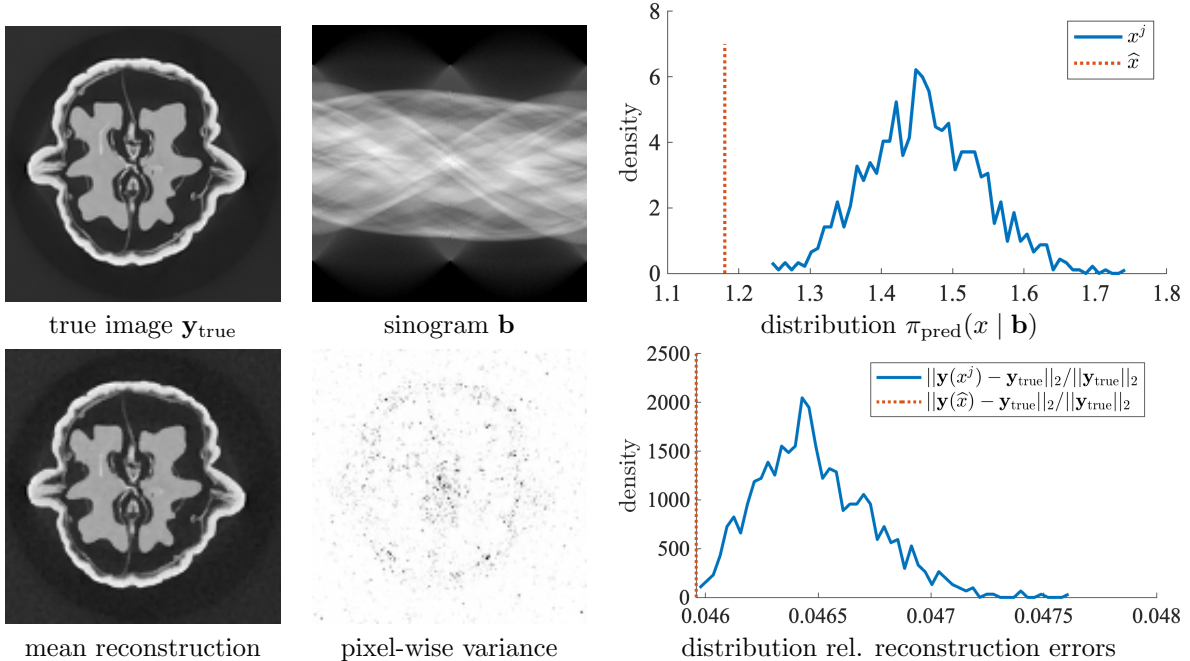 true image y_true
sinogram b
8
6
4
2
0
density
1.1 1.2 1.3 1.4 1.5 1.6 1.7 1.8
x^j
x̂
distribution π_pred(x | b)
mean reconstruction
pixel-wise variance
2500
2000
1500
1000
500
0
density
0.046 0.0465 0.047 0.0475 0.048
||y(x^j) − y_true||_2/||y_true||_2
||y(x̂) − y_true||_2/||y_true||_2
distribution rel. reconstruction errors